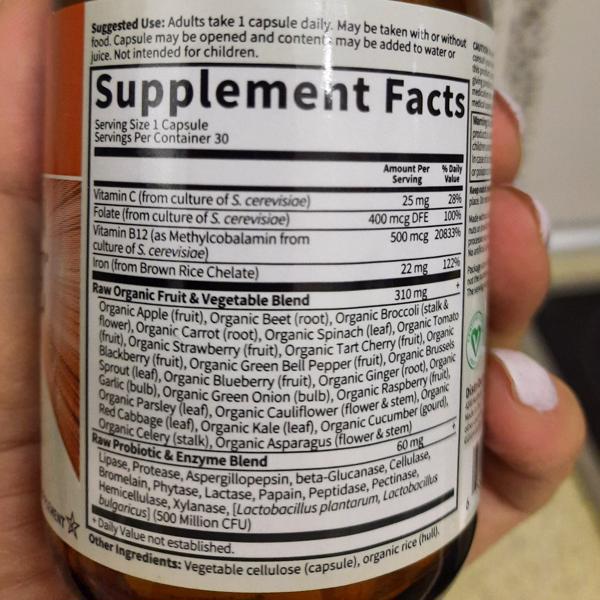 Suggested Use: Adults take 1 capsule daily. May be taken with or without
food. Capsule may be opened and contents may be added to water or
juice. Not intended for children.
Supplement Facts
Serving Size 1 Capsule
Servings Per Container 30
Amount Per Serving
% Daily Value
Vitamin C (from culture of S. cerevisiae) 25 mg 28%
Folate (from culture of S. cerevisiae) 400 mcg DFE 100%
Vitamin B12 (as Methylcobalamin from 500 mcg 20833%
culture of S. cerevisiae)
Iron (from Brown Rice Chelate) 22 mg 122%
Raw Organic Fruit & Vegetable Blend 310 mg +
Organic Apple (fruit), Organic Beet (root), Organic Broccoli (stalk &
flower), Organic Carrot (root), Organic Spinach (leaf), Organic Tomato
(fruit), Organic Strawberry (fruit), Organic Tart Cherry (fruit), Organic
Blackberry (fruit), Organic Green Bell Pepper (fruit), Organic Brussels
Sprout (leaf), Organic Blueberry (fruit), Organic Ginger (root), Organic
Garlic (bulb), Organic Green Onion (bulb), Organic Raspberry (fruit),
Organic Parsley (leaf), Organic Cauliflower (flower & stem), Organic
Red Cabbage (leaf), Organic Kale (leaf), Organic Cucumber (gourd),
Organic Celery (stalk), Organic Asparagus (flower & stem)
Raw Probiotic & Enzyme Blend 60 mg +
Lipase, Protease, Aspergillopepsin, beta-Glucanase, Cellulase,
Bromelain, Phytase, Lactase, Papain, Peptidase, Pectinase,
Hemicellulase, Xylanase, [Lactobacillus plantarum, Lactobacillus
bulgaricus] (500 Million CFU)
+ Daily Value not established.
Other Ingredients: Vegetable cellulose (capsule), organic rice (hull),